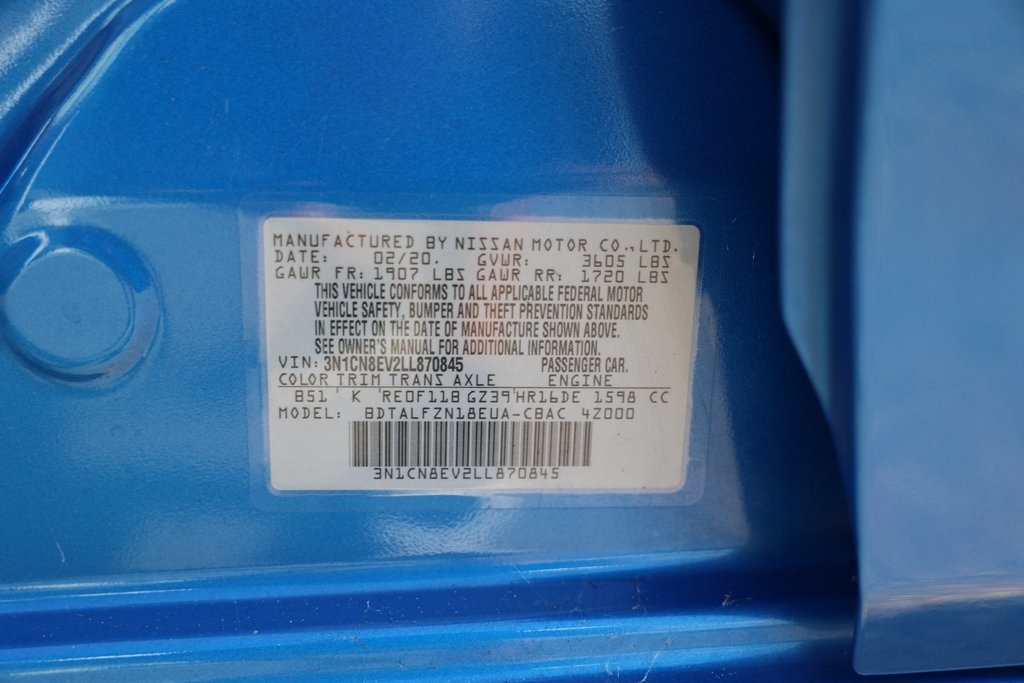 MANUFACTURED BY NISSAN MOTOR CO., LTD.
DATE: 02/20. GVWR: 3605 LBS
GAWR FR: 1907 LBS GAWR RR: 1720 LBS
THIS VEHICLE CONFORMS TO ALL APPLICABLE FEDERAL MOTOR
VEHICLE SAFETY, BUMPER AND THEFT PREVENTION STANDARDS
IN EFFECT ON THE DATE OF MANUFACTURE SHOWN ABOVE.
SEE OWNER'S MANUAL FOR ADDITIONAL INFORMATION.
VIN: 3N1CN8EV2LL870845 PASSENGER CAR.
COLOR TRIM TRANS AXLE ENGINE
B51 ' K 'RE0F11B GZ39'HR16DE 1598 CC
MODEL: BDTALFZN18EUA-CBAC 4Z000
3N1CN8EV2LL870845